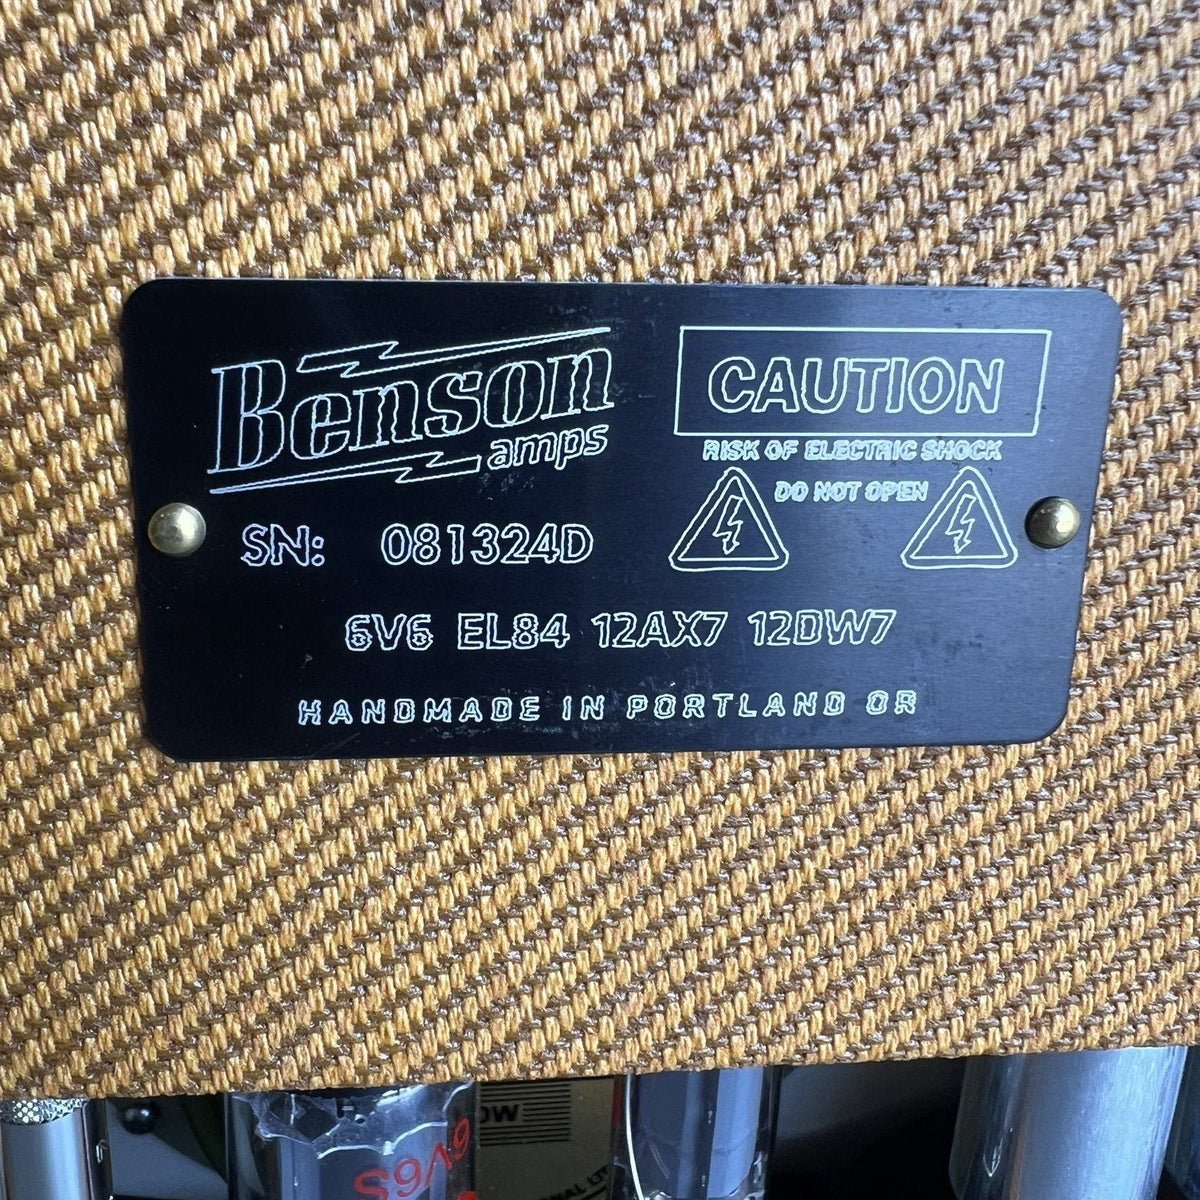 Benson
amps
CAUTION
RISK OF ELECTRIC SHOCK
DO NOT OPEN
SN: 081324D
6V6 EL84 12AX7 12DW7
HANDMADE IN PORTLAND OR
6V6S